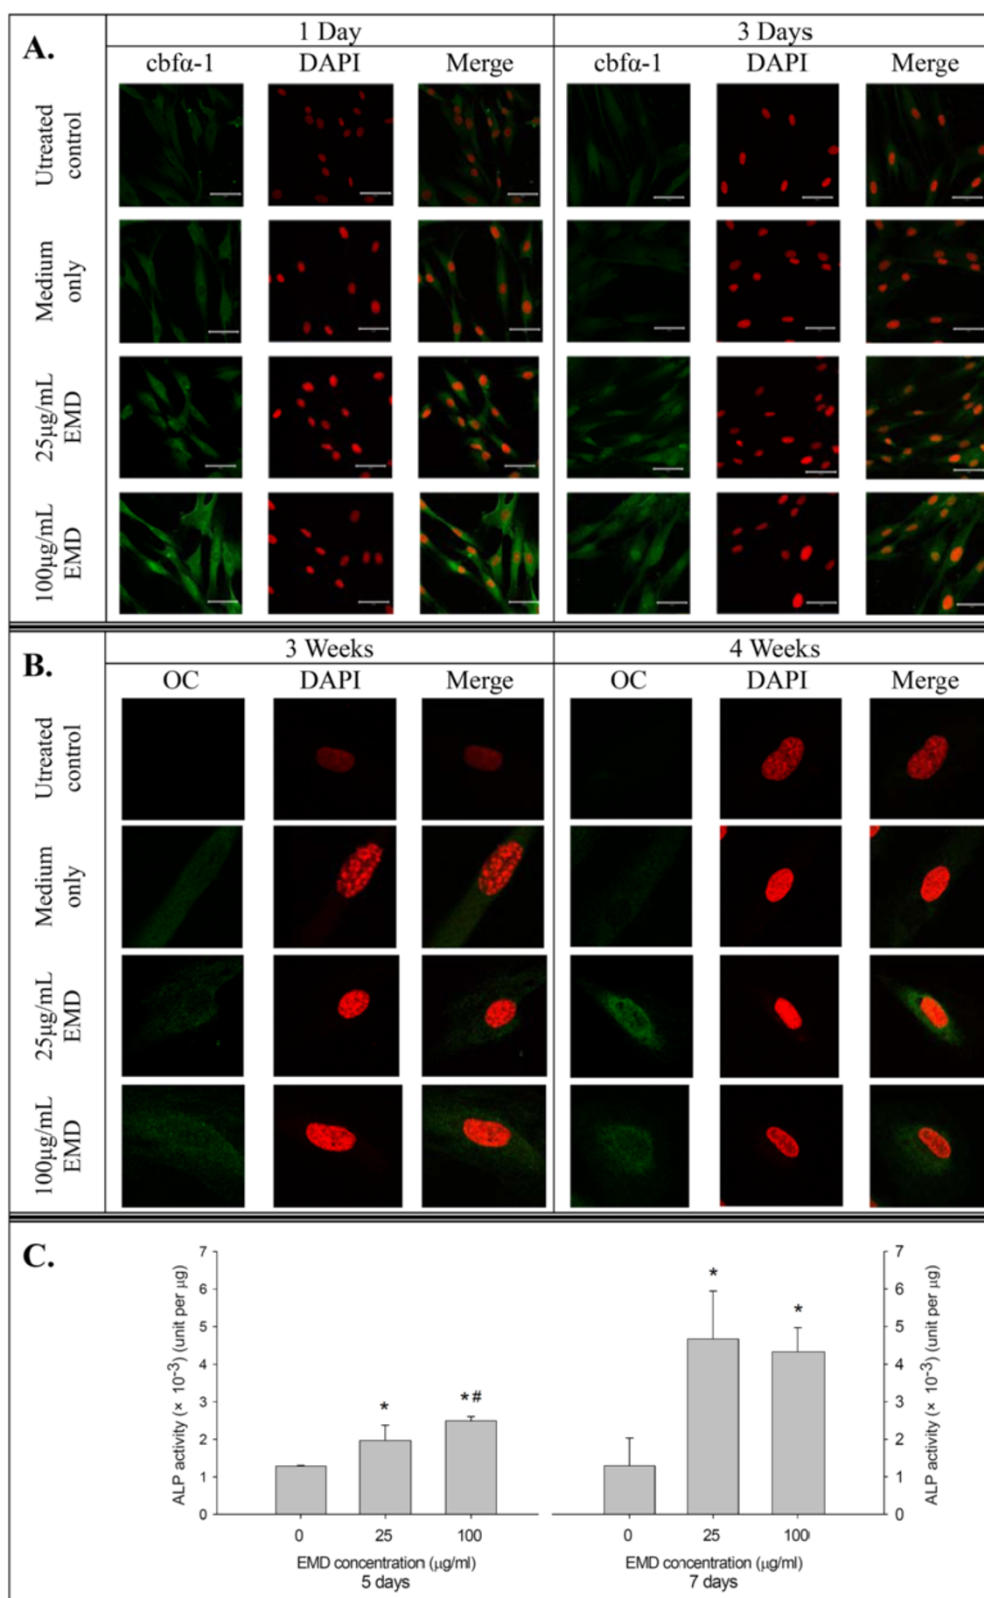 A.
1 Day
3 Days
cbfα-1
DAPI
Merge
cbfα-1
DAPI
Merge
Utreated
control
Medium
only
25µg/mL
EMD
100µg/mL
EMD
B.
3 Weeks
4 Weeks
OC
DAPI
Merge
OC
DAPI
Merge
Utreated
control
Medium
only
25µg/mL
EMD
100µg/mL
EMD
C.
ALP activity (× 10-3) (unit per µg)
7
6
5
4
3
2
1
0
*
*#
0
25
100
EMD concentration (µg/ml)
5 days
*
*
0
25
100
EMD concentration (µg/ml)
7 days
7
6
5
4
3
2
1
0
ALP activity (× 10-3) (unit per µg)